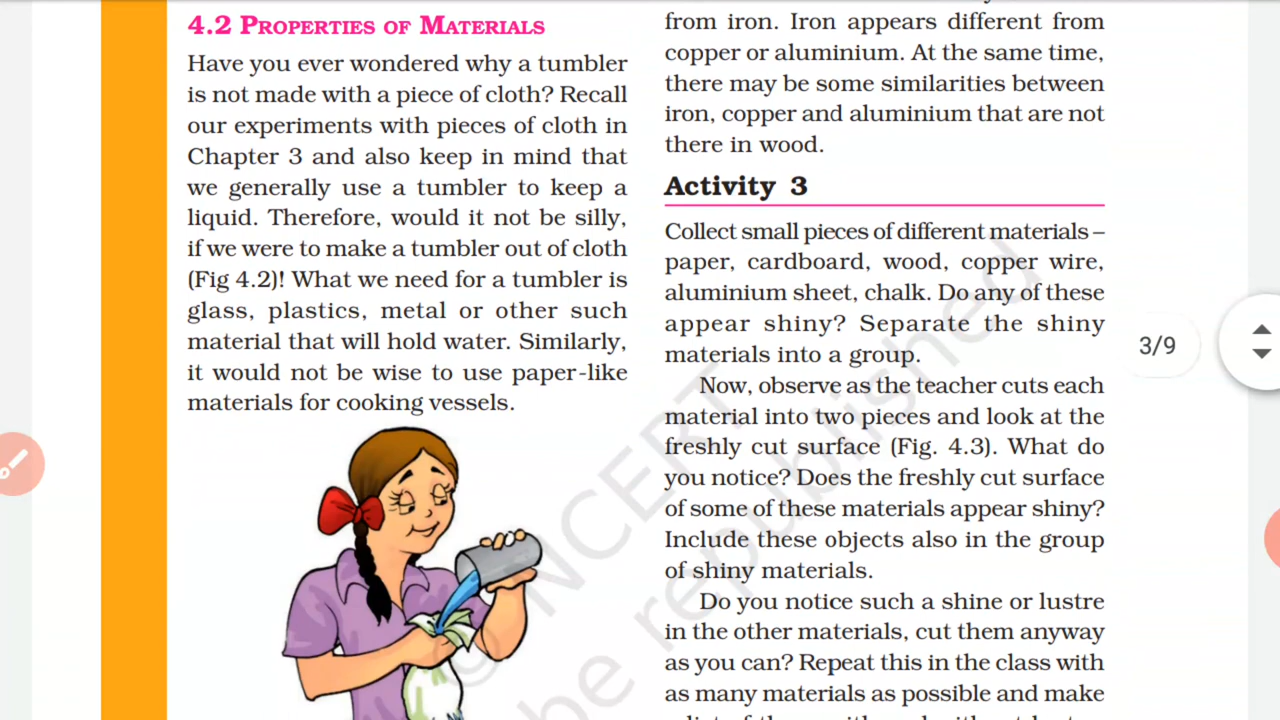 4.2 PROPERTIES OF MATERIALS
Have you ever wondered why a tumbler
is not made with a piece of cloth? Recall
our experiments with pieces of cloth in
Chapter 3 and also keep in mind that
we generally use a tumbler to keep a
liquid. Therefore, would it not be silly,
if we were to make a tumbler out of cloth
(Fig 4.2)! What we need for a tumbler is
glass, plastics, metal or other such
material that will hold water. Similarly,
it would not be wise to use paper-like
materials for cooking vessels.
from iron. Iron appears different from
copper or aluminium. At the same time,
there may be some similarities between
iron, copper and aluminium that are not
there in wood.
Activity 3
Collect small pieces of different materials –
paper, cardboard, wood, copper wire,
aluminium sheet, chalk. Do any of these
appear shiny? Separate the shiny
materials into a group.
Now, observe as the teacher cuts each
material into two pieces and look at the
freshly cut surface (Fig. 4.3). What do
you notice? Does the freshly cut surface
of some of these materials appear shiny?
Include these objects also in the group
of shiny materials.
Do you notice such a shine or lustre
in the other materials, cut them anyway
as you can? Repeat this in the class with
as many materials as possible and make
3/9
© NCERT
be republished